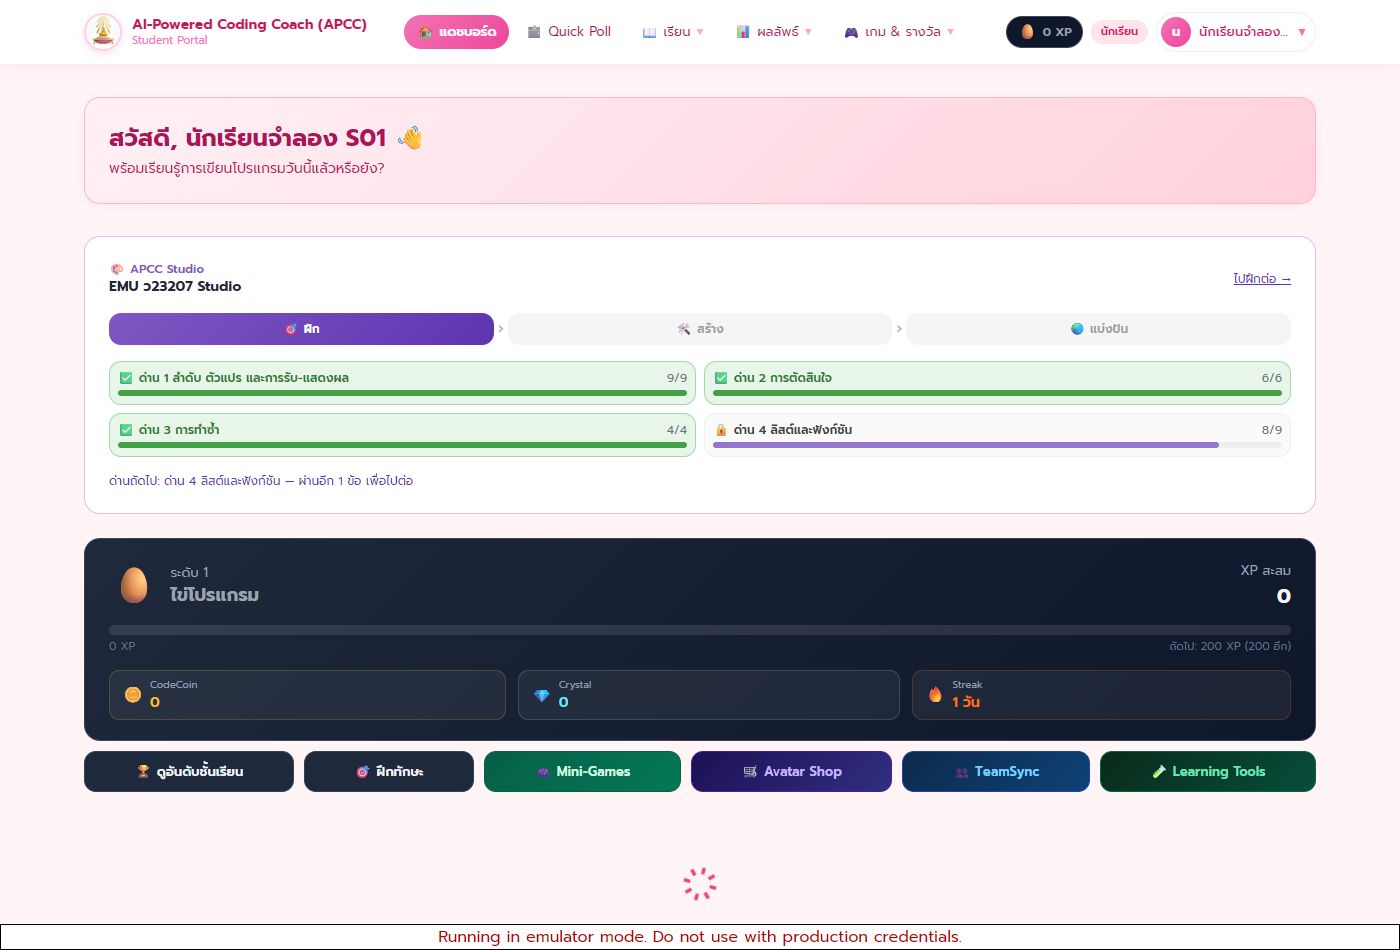 AI-Powered Coding Coach (APCC)
Student Portal
แดชบอร์ด
Quick Poll
เรียน
ผลลัพธ์
เกม & รางวัล
0 XP
นักเรียน
น
นักเรียนจำลอง...
สวัสดี, นักเรียนจำลอง S01
พร้อมเรียนรู้การเขียนโปรแกรมวันนี้แล้วหรือยัง?
APCC Studio
EMU ว23207 Studio
ไปฝึกต่อ →
ฝึก
›
สร้าง
›
แบ่งปัน
ด่าน 1 ลำดับ ตัวแปร และการรับ-แสดงผล 9/9
ด่าน 2 การตัดสินใจ 6/6
ด่าน 3 การทำซ้ำ 4/4
ด่าน 4 ลิสต์และฟังก์ชัน 8/9
ด่านถัดไป: ด่าน 4 ลิสต์และฟังก์ชัน — ผ่านอีก 1 ข้อ เพื่อไปต่อ
ระดับ 1
ไข่โปรแกรม
XP สะสม
0
0 XP
ถัดไป: 200 XP (200 อีก)
CodeCoin
0
Crystal
0
Streak
1 วัน
ดูอันดับชั้นเรียน
ฝึกทักษะ
Mini-Games
Avatar Shop
TeamSync
Learning Tools
Running in emulator mode. Do not use with production credentials.